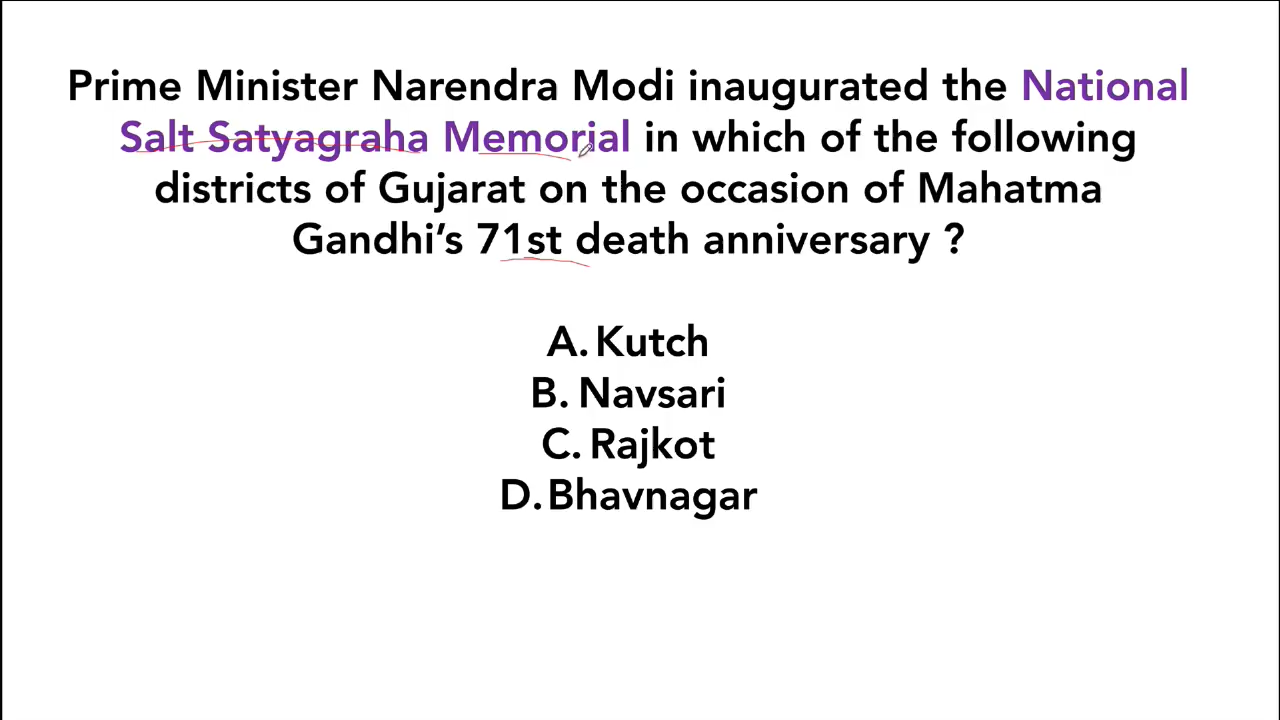 Prime Minister Narendra Modi inaugurated the National
Salt Satyagraha Memorial in which of the following
districts of Gujarat on the occasion of Mahatma
Gandhi’s 71st death anniversary ?
A. Kutch
B. Navsari
C. Rajkot
D. Bhavnagar